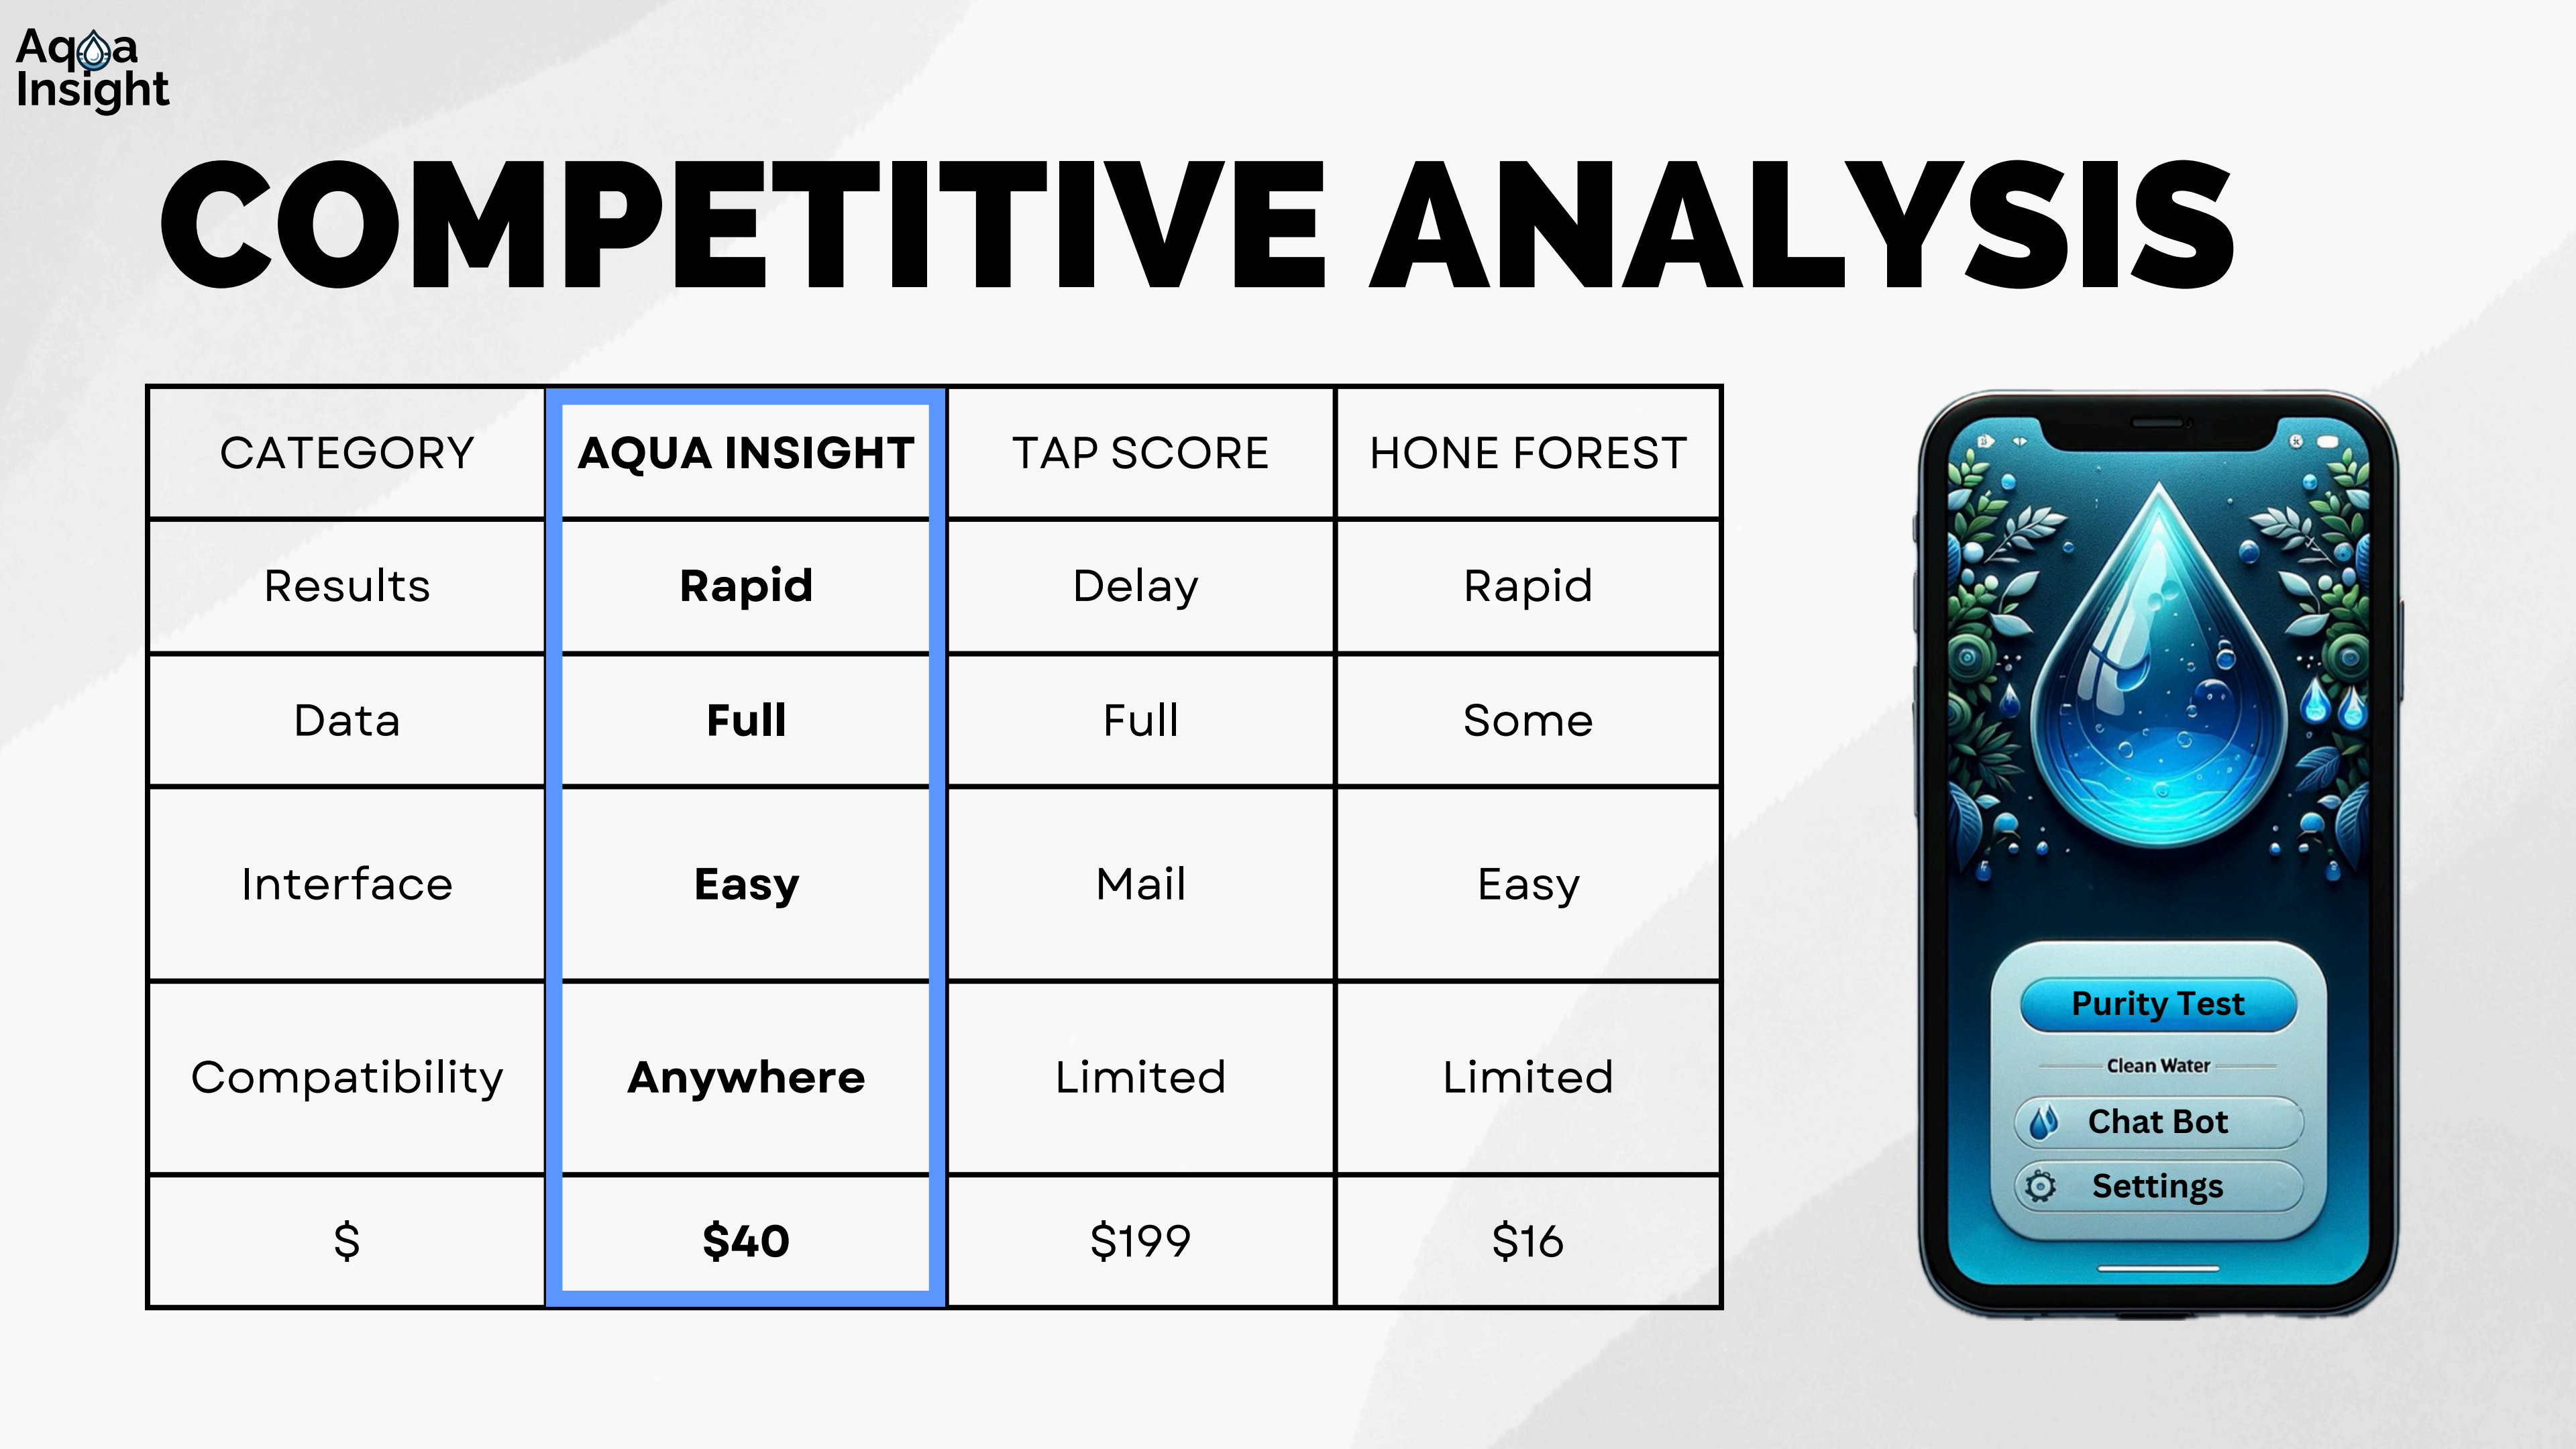 Aqua
Insight
COMPETITIVE ANALYSIS
CATEGORY AQUA INSIGHT TAP SCORE HONE FOREST
Results Rapid Delay Rapid
Data Full Full Some
Interface Easy Mail Easy
Compatibility Anywhere Limited Limited
$ $40 $199 $16
Purity Test
Clean Water
Chat Bot
Settings